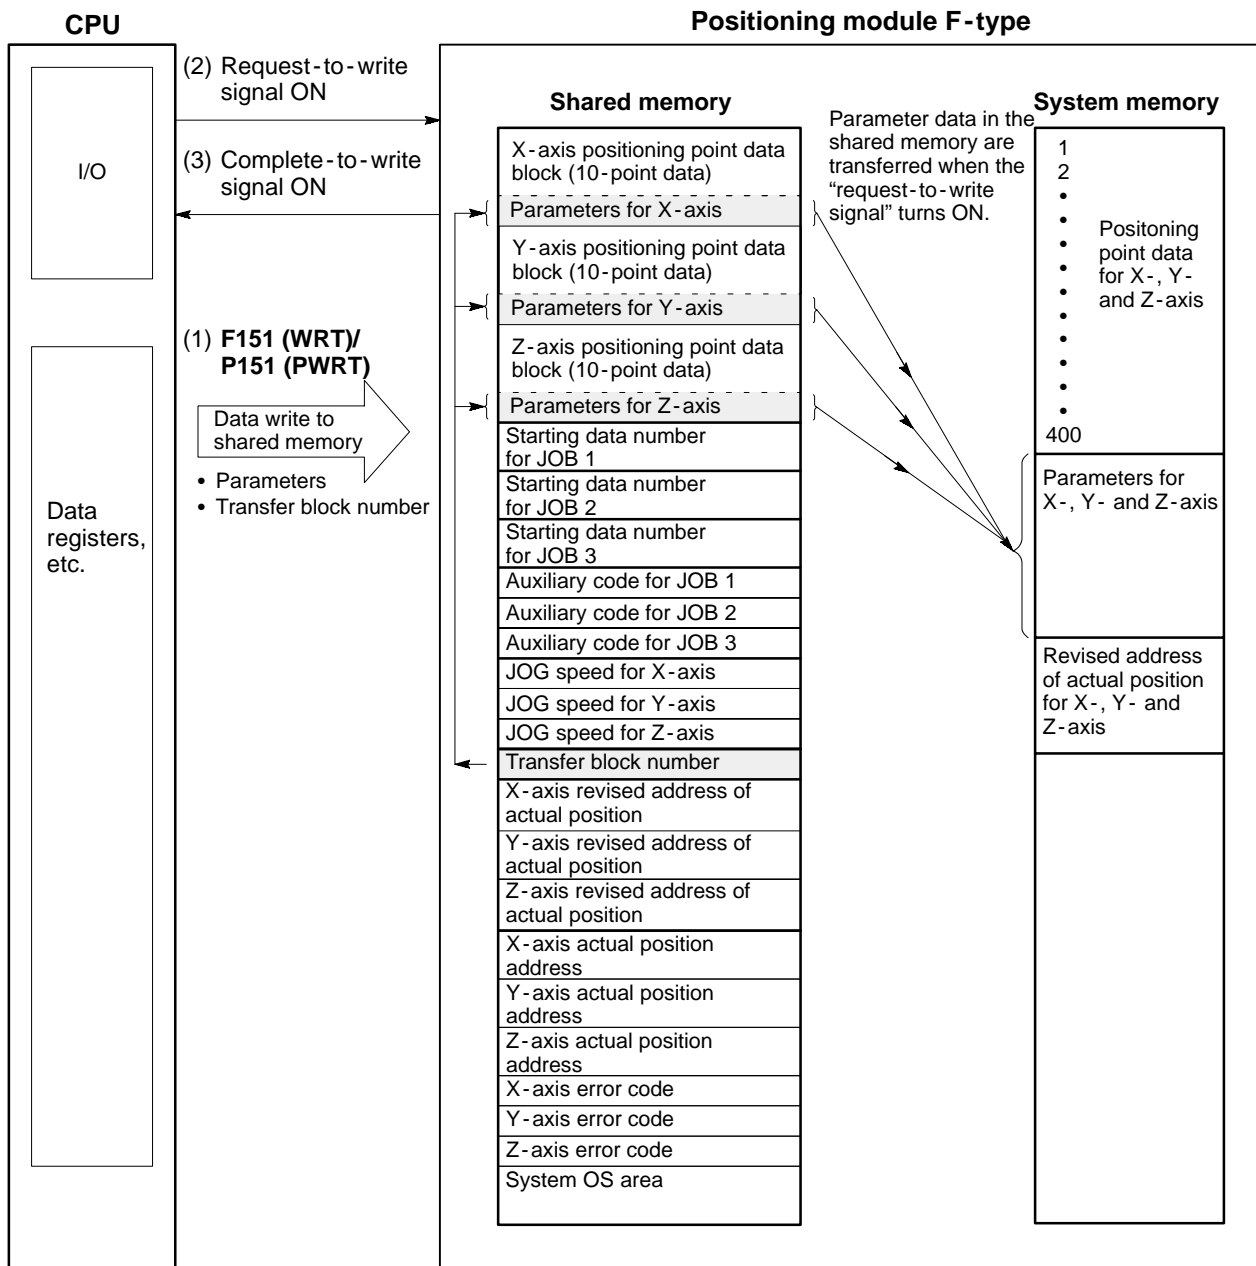 CPU
Positioning module F-type
(2) Request-to-write
signal ON
I/O
(3) Complete-to-write
signal ON
(1) F151 (WRT)/
P151 (PWRT)
Data write to
shared memory
• Parameters
• Transfer block number
Data
registers,
etc.
Shared memory
X-axis positioning point data
block (10-point data)
Parameters for X-axis
Y-axis positioning point data
block (10-point data)
Parameters for Y-axis
Z-axis positioning point data
block (10-point data)
Parameters for Z-axis
Starting data number
for JOB 1
Starting data number
for JOB 2
Starting data number
for JOB 3
Auxiliary code for JOB 1
Auxiliary code for JOB 2
Auxiliary code for JOB 3
JOG speed for X-axis
JOG speed for Y-axis
JOG speed for Z-axis
Transfer block number
X-axis revised address of
actual position
Y-axis revised address of
actual position
Z-axis revised address of
actual position
X-axis actual position
address
Y-axis actual position
address
Z-axis actual position
address
X-axis error code
Y-axis error code
Z-axis error code
System OS area
Parameter data in the
shared memory are
transferred when the
“request-to-write
signal” turns ON.
System memory
1
2
•
•
•
•
•
•
•
•
•
•
400
Positoning
point data
for X-, Y-
and Z-axis
Parameters for
X-, Y- and Z-axis
Revised address
of actual position
for X-, Y- and
Z-axis